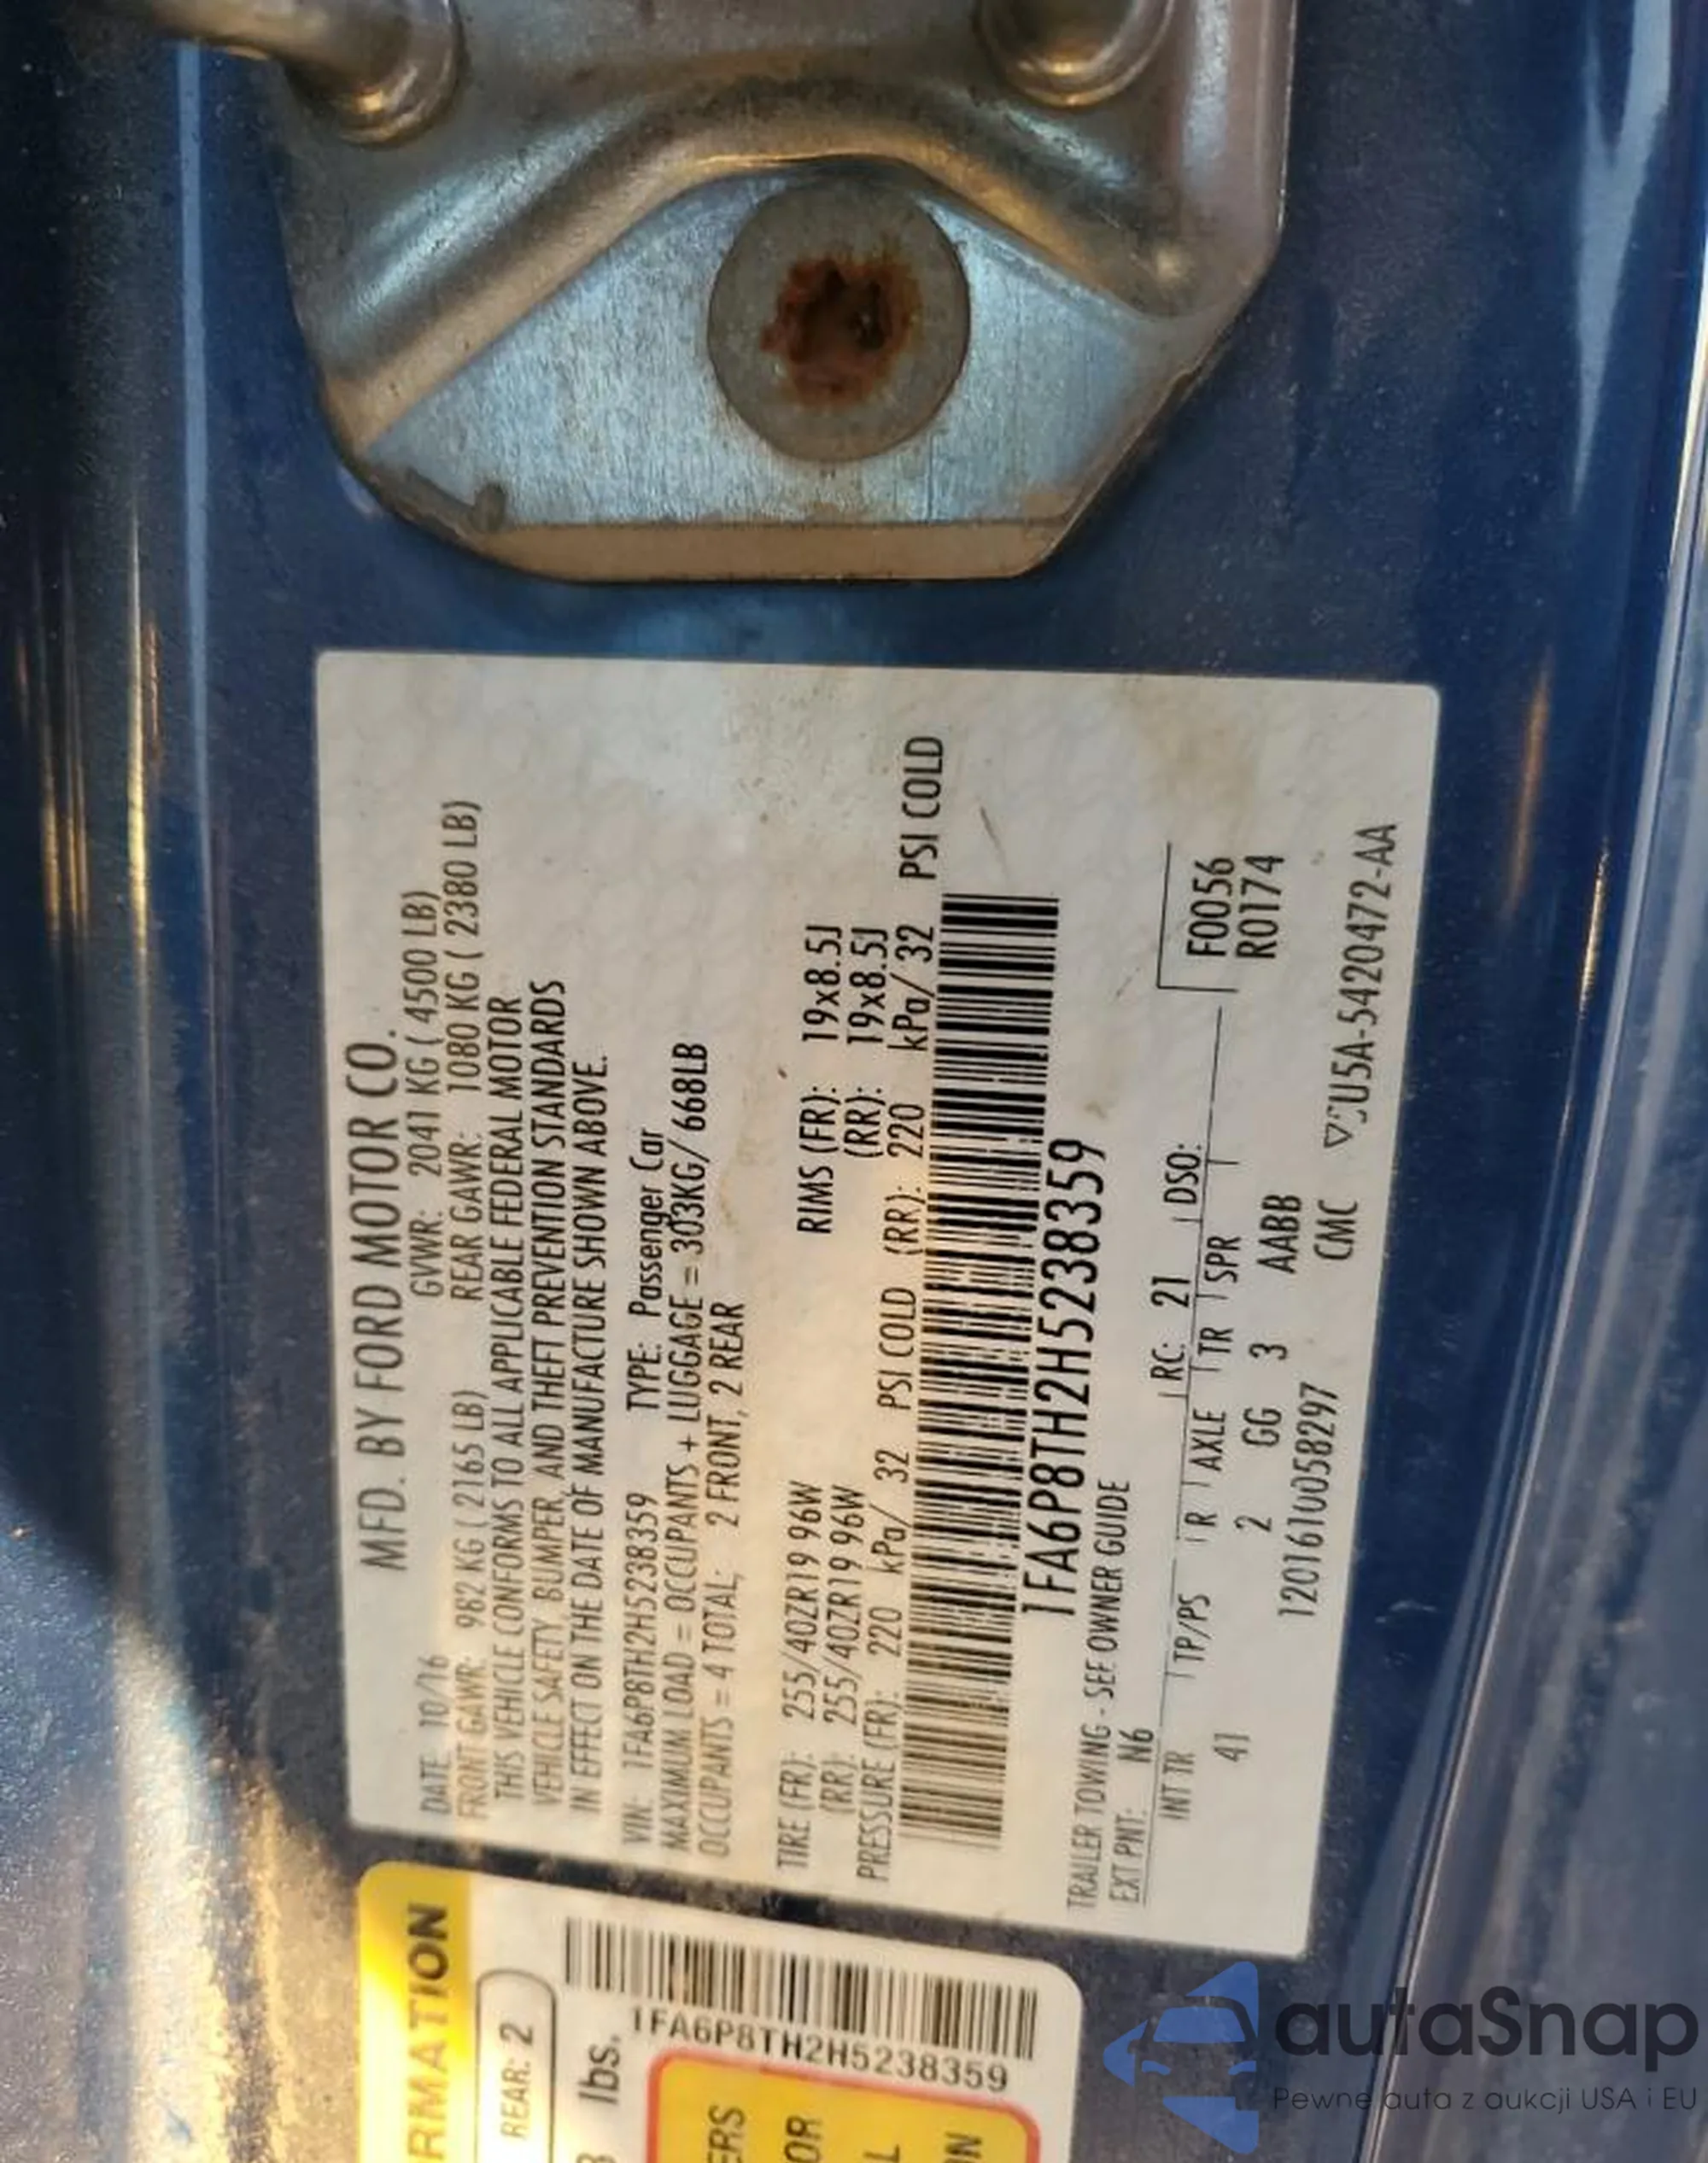 MFD. BY FORD MOTOR CO.
DATE 10/16 GVWR: 2041 KG ( 4500 LB)
FRONT GAWR: 982 KG ( 2165 LB) REAR GAWR: 1080 KG ( 2380 LB)
THIS VEHICLE CONFORMS TO ALL APPLICABLE FEDERAL MOTOR
VEHICLE SAFETY, BUMPER, AND THEFT PREVENTION STANDARDS
IN EFFECT ON THE DATE OF MANUFACTURE SHOWN ABOVE.
VIN: 1FA6P8TH2H5238359 TYPE: Passenger Car
MAXIMUM LOAD = OCCUPANTS + LUGGAGE = 303KG/ 668LB
OCCUPANTS = 4 TOTAL; 2 FRONT, 2 REAR
TIRE (FR): 255/40ZR19 96W RIMS (FR): 19x8.5J
(RR): 255/40ZR19 96W (RR): 19x8.5J
PRESSURE (FR): 220 kPa/ 32 PSI COLD (RR): 220 kPa/ 32 PSI COLD
1FA6P8TH2H5238359
TRAILER TOWING - SEE OWNER GUIDE
EXT PNT: N6 RC: 21 DSO:
INT TR TP/PS R AXLE TR SPR F0056
41 2 GG 3 AABB R0174
120161U058297 CMC U5A-5420472-AA
RMATION
REAR: 2
lbs.
1FA6P8TH2H5238359
ERS
OR
L
ON
autaSnap
Pewne auta z aukcji USA i EU